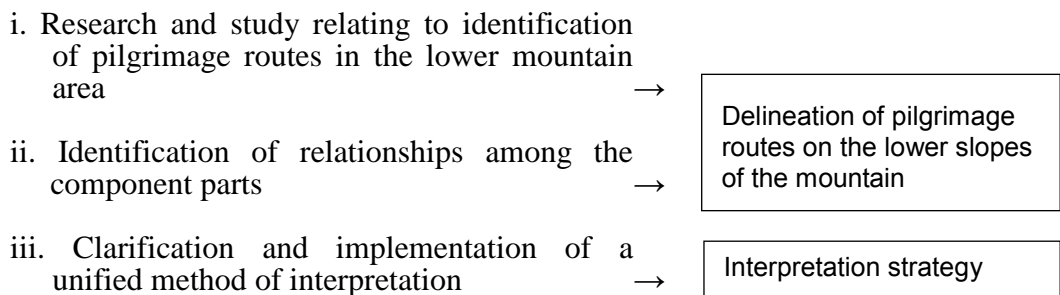 i. Research and study relating to identification
of pilgrimage routes in the lower mountain
area →
Delineation of pilgrimage
routes on the lower slopes
of the mountain
ii. Identification of relationships among the
component parts →
iii. Clarification and implementation of a
unified method of interpretation →
Interpretation strategy